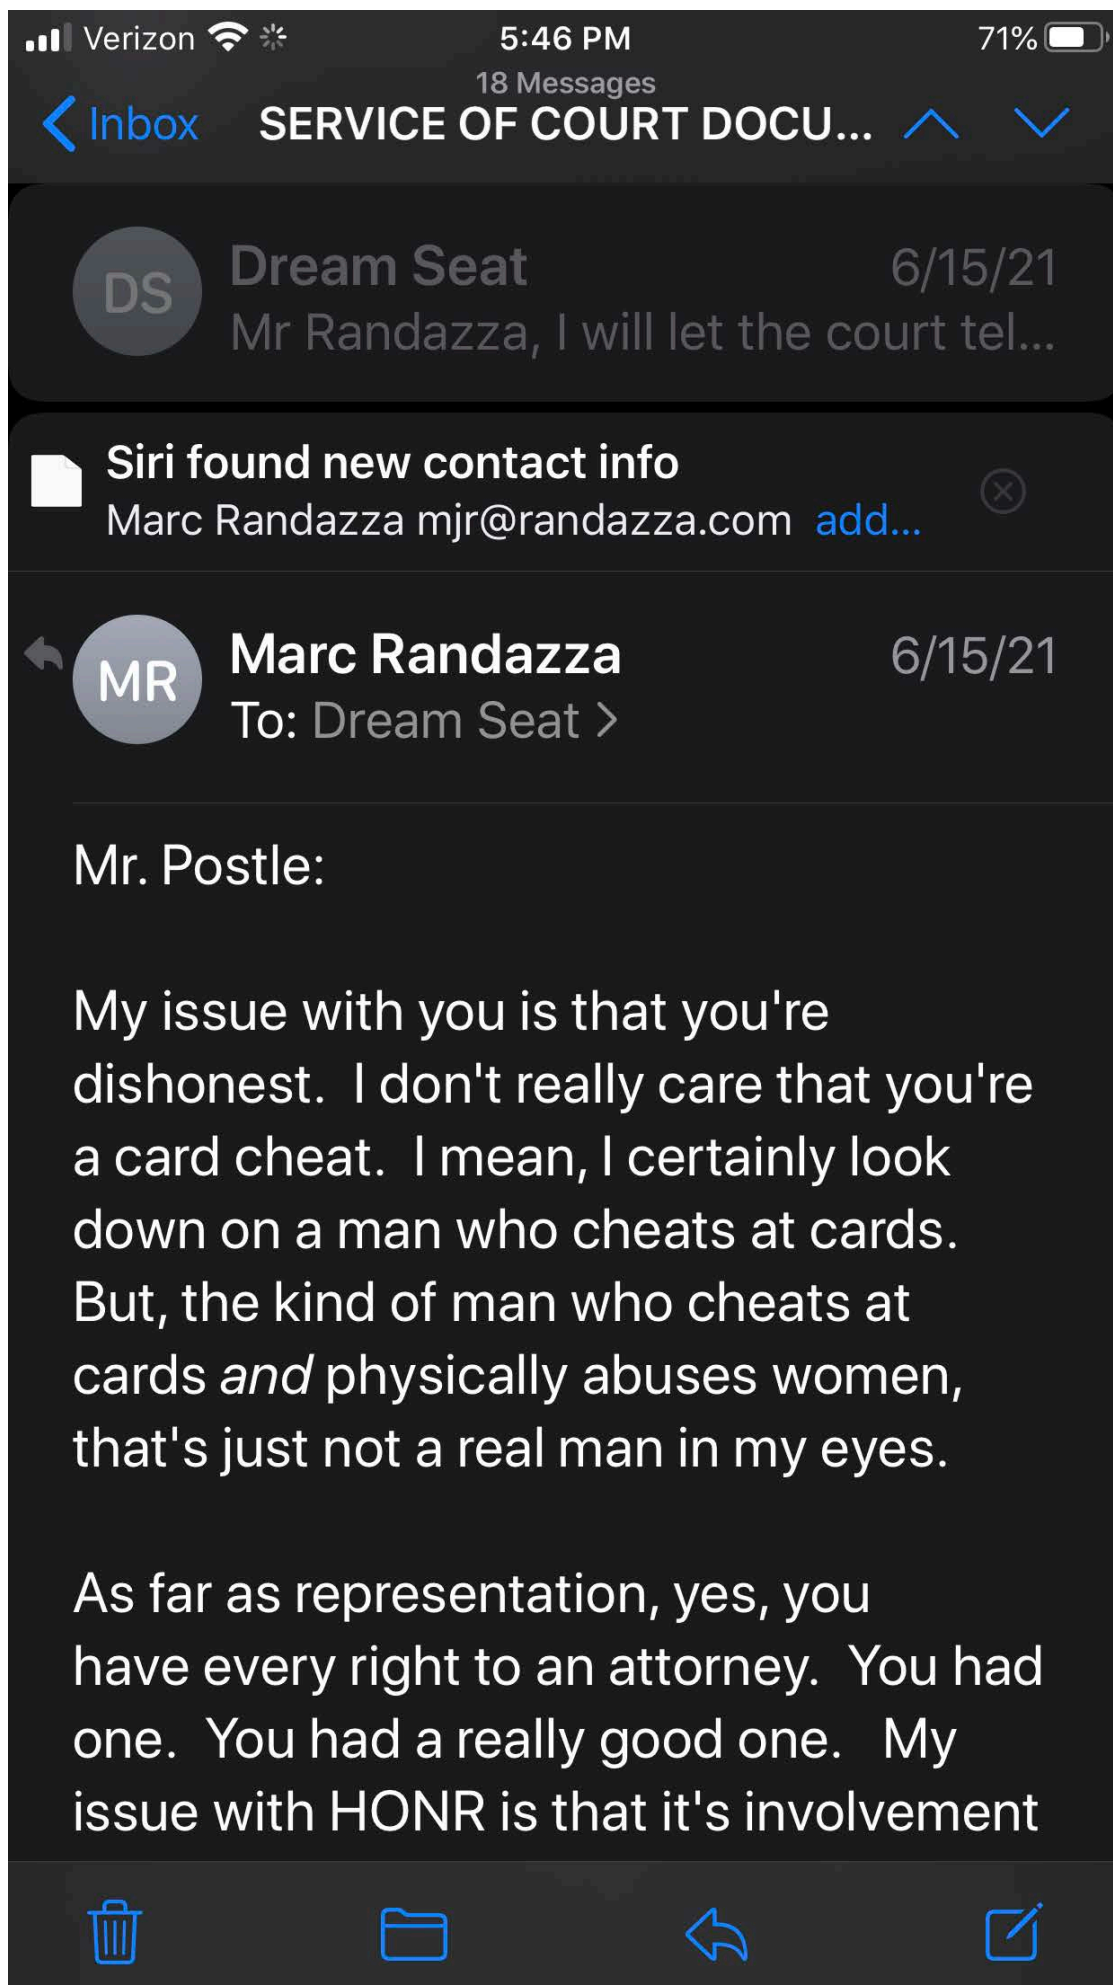 Verizon 5:46 PM 71%
18 Messages
Inbox SERVICE OF COURT DOCU...
DS Dream Seat 6/15/21
Mr Randazza, I will let the court tel...
Siri found new contact info
Marc Randazza mjr@randazza.com add...
MR Marc Randazza 6/15/21
To: Dream Seat >
Mr. Postle:
My issue with you is that you're
dishonest.  I don't really care that you're
a card cheat.  I mean, I certainly look
down on a man who cheats at cards.
But, the kind of man who cheats at
cards and physically abuses women,
that's just not a real man in my eyes.
As far as representation, yes, you
have every right to an attorney.  You had
one.  You had a really good one.   My
issue with HONR is that it's involvement